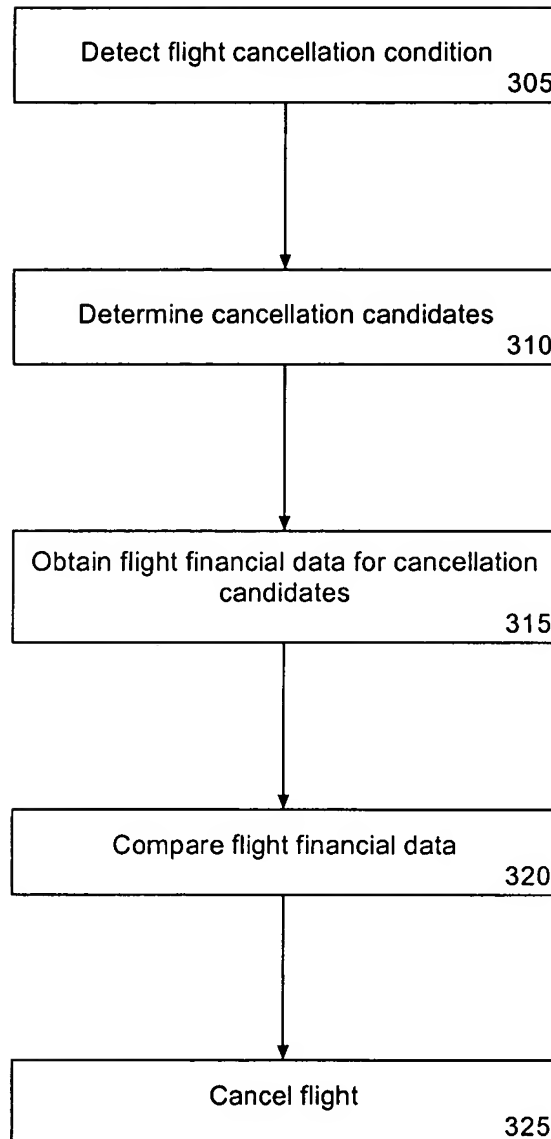 Detect flight cancellation condition
305
Determine cancellation candidates
310
Obtain flight financial data for cancellation
candidates
315
Compare flight financial data
320
Cancel flight
325